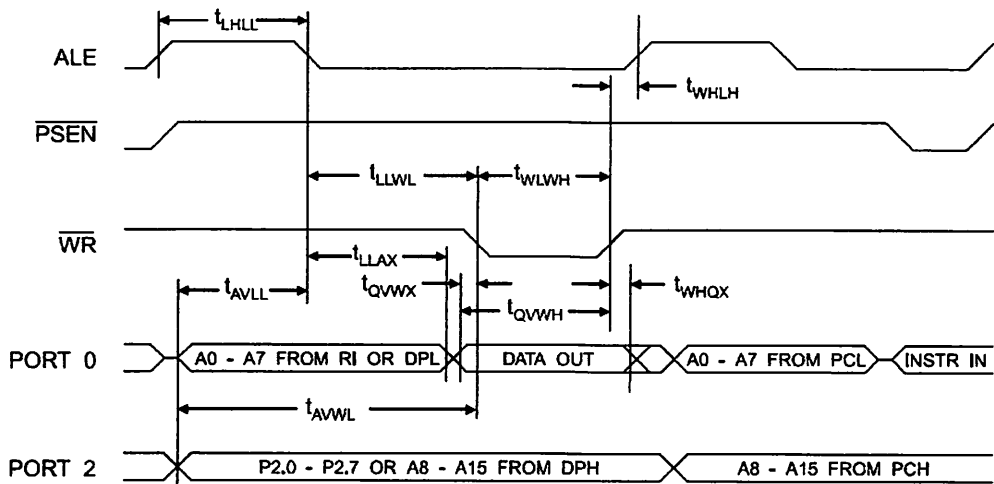 tLHLL
ALE
tWHLH
PSEN
tLLWL
tWLWH
WR
tLLAX
tAVLL
tQVWX
tWHQX
tQVWH
PORT 0
A0 - A7 FROM RI OR DPL
DATA OUT
A0 - A7 FROM PCL
INSTR IN
tAVWL
PORT 2
P2.0 - P2.7 OR A8 - A15 FROM DPH
A8 - A15 FROM PCH